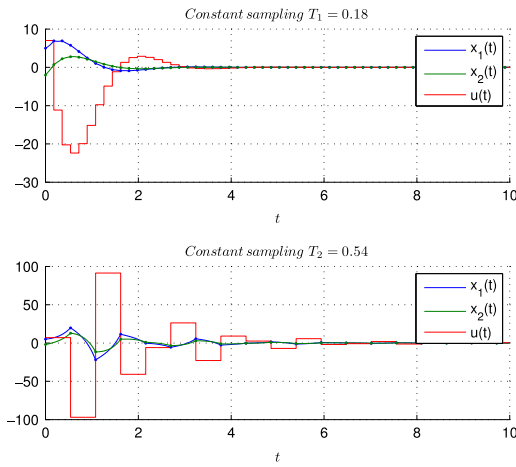 Constant sampling T₁ = 0.18
10
0
−10
−20
−30
0 2 4 6 8 10
t
x₁(t)
x₂(t)
u(t)
Constant sampling T₂ = 0.54
100
50
0
−50
−100
0 2 4 6 8 10
t
x₁(t)
x₂(t)
u(t)